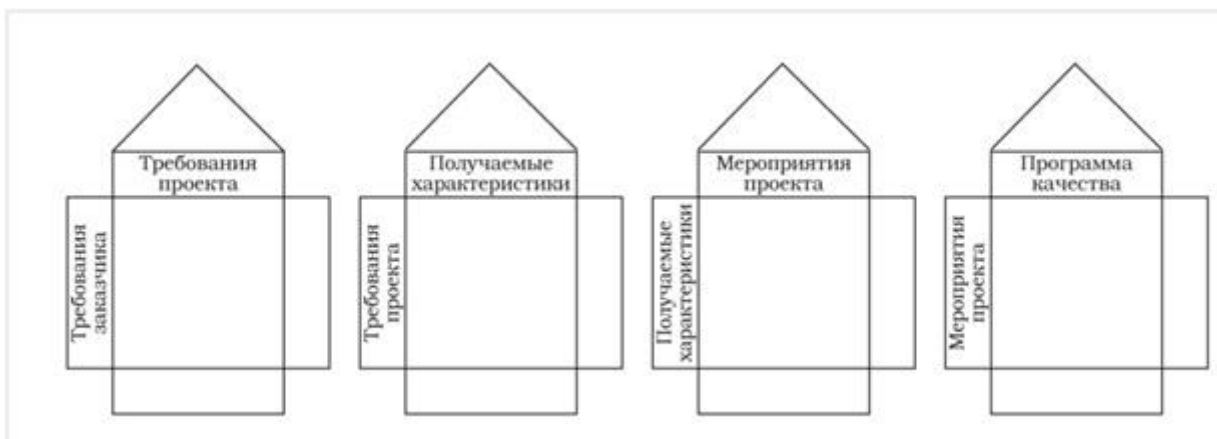 Требования
проекта
Требования
заказчика
Получаемые
характеристики
Требования
проекта
Мероприятия
проекта
Получаемые
характеристики
Программа
качества
Мероприятия
проекта